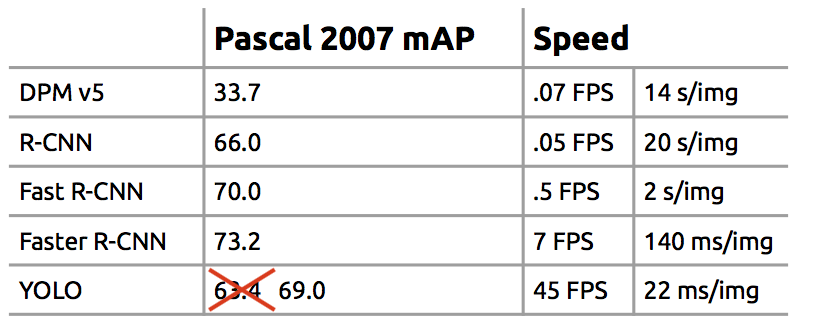 Pascal 2007 mAP Speed
DPM v5 33.7 .07 FPS 14 s/img
R-CNN 66.0 .05 FPS 20 s/img
Fast R-CNN 70.0 .5 FPS 2 s/img
Faster R-CNN 73.2 7 FPS 140 ms/img
YOLO 63.4 69.0 45 FPS 22 ms/img